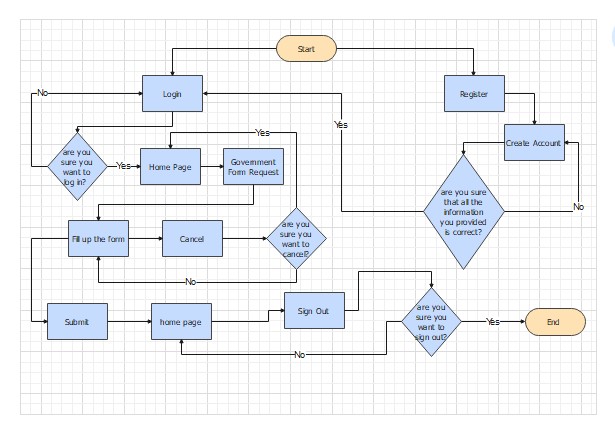 Start
Login
Register
No
Yes
Create Account
are you
sure you
want to
log in?
Yes
Home Page
Government
Form Request
Yes
are you sure
that all the
information
you provided
is correct?
No
Fill up the form
Cancel
are you
sure you
want to
cancel?
No
Submit
home page
Sign Out
are you
sure you
want to
sign out?
Yes
End
No